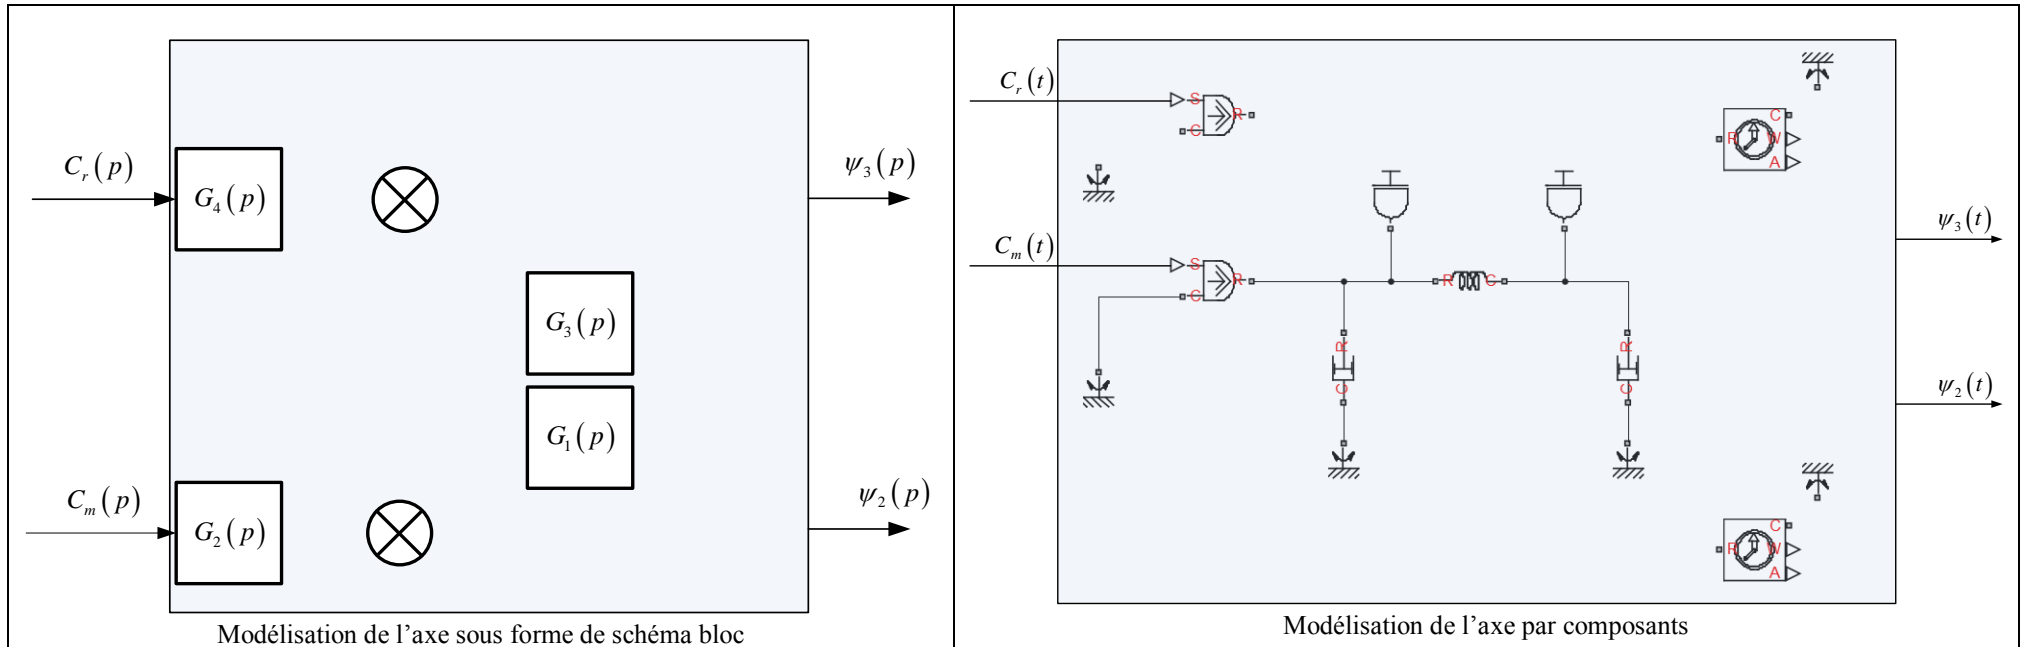 C_r(p)
G_4(p)
ψ_3(p)
G_3(p)
G_1(p)
C_m(p)
G_2(p)
ψ_2(p)
Modélisation de l'axe sous forme de schéma bloc
C_r(t)
S
R
C
C
R
W
A
C_m(t)
S
R
C
R
C
ψ_3(t)
R
C
R
C
ψ_2(t)
C
R
W
A
Modélisation de l'axe par composants